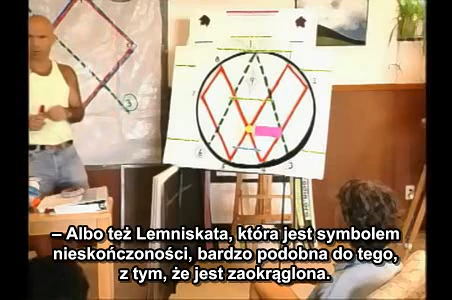 – Albo też Lemniskata, która jest symbolem
nieskończoności, bardzo podobna do tego,
z tym, że jest zaokrąglona.